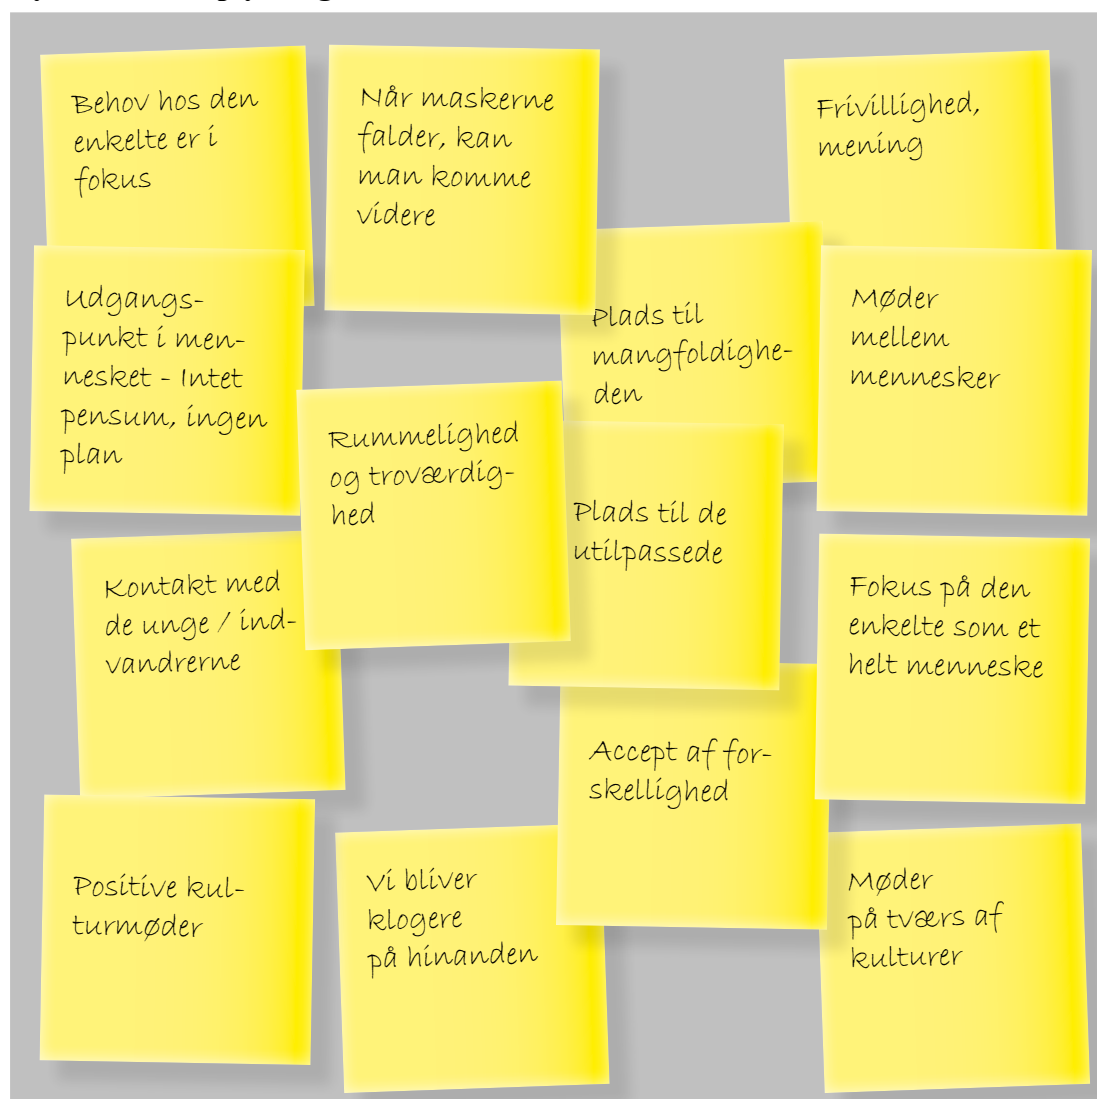 Behov hos den
enkelte er i
fokus
Når maskerne
falder, kan
man komme
videre
Frivillighed,
mening
Udgangs-
punkt i men-
nesket - Intet
pensum, ingen
plan
Plads til
mangfoldighe-
den
Møder
mellem
mennesker
Rummelighed
og troværdig-
hed
Plads til de
utilpassede
Kontakt med
de unge / ind-
vandrerne
Fokus på den
enkelte som et
helt menneske
Accept af for-
skellighed
Positive kul-
turmøder
Vi bliver
klogere
på hinanden
Møder
på tværs af
kulturer